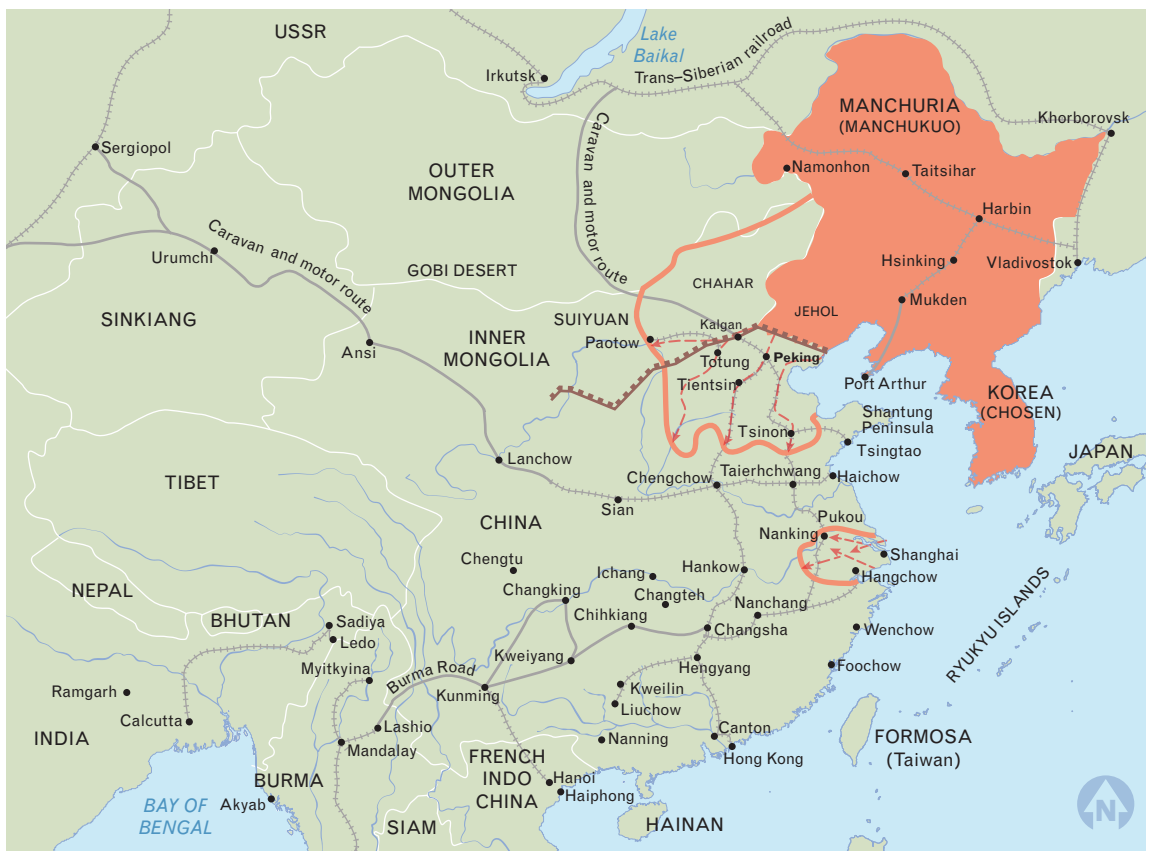 USSR
Lake
Baikal
Trans–Siberian railroad
Irkutsk
MANCHURIA
(MANCHUKUO)
Khorborovsk
Sergiopol
Caravan and motor route
OUTER
MONGOLIA
Namonhon
Taitsihar
Harbin
Caravan and motor route
Urumchi
GOBI DESERT
Hsinking
Vladivostok
CHAHAR
Mukden
SINKIANG
SUIYUAN
Kalgan
JEHOL
Paotow
INNER
MONGOLIA
Ansi
Totung
Peking
Tientsin
Port Arthur
KOREA
(CHOSEN)
Shantung
Peninsula
Tsinon
Tsingtao
JAPAN
Lanchow
Chengchow
Taierhchwang
Haichow
TIBET
Sian
CHINA
Pukou
Nanking
Shanghai
Chengtu
Ichang
Hankow
Hangchow
NEPAL
Changking
Changteh
Nanchang
BHUTAN
Sadiya
Chihkiang
Changsha
Wenchow
RYUKYU ISLANDS
Ledo
Myitkyina
Burma Road
Kweiyang
Hengyang
Foochow
Ramgarh
Kunming
Kweilin
Liuchow
Calcutta
Lashio
Canton
INDIA
Mandalay
Nanning
Hong Kong
FORMOSA
(Taiwan)
FRENCH
INDO
CHINA
Hanoi
Haiphong
BURMA
Akyab
BAY OF
BENGAL
SIAM
HAINAN
N